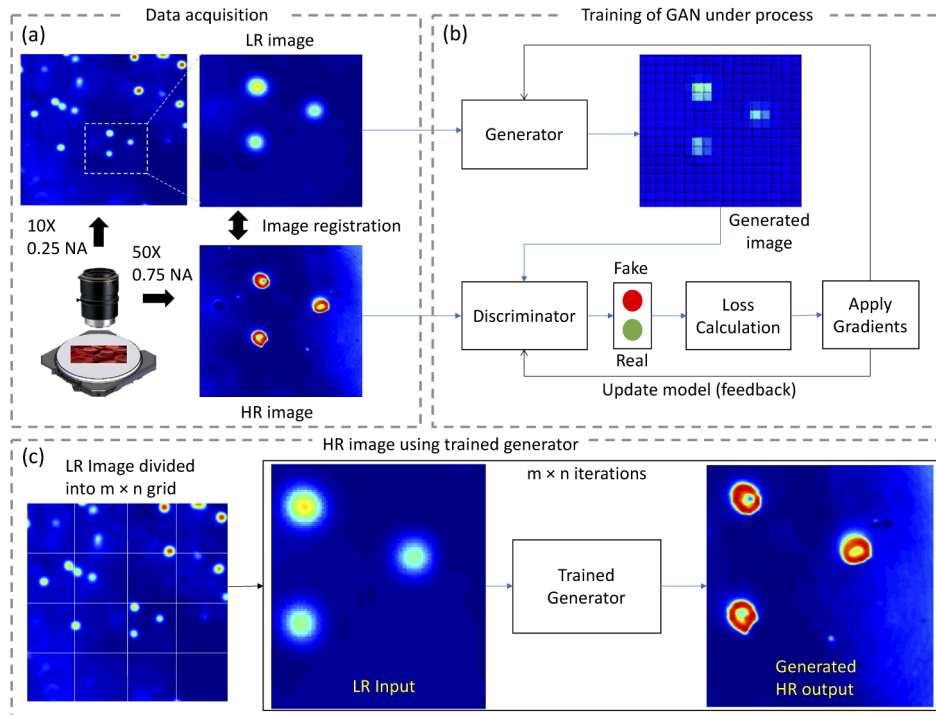 Data acquisition
(a)
LR image
10X
0.25 NA
50X
0.75 NA
Image registration
HR image
Training of GAN under process
(b)
Generator
Generated
image
Discriminator
Fake
Real
Loss
Calculation
Apply
Gradients
Update model (feedback)
HR image using trained generator
(c)
LR Image divided
into m × n grid
m × n iterations
LR Input
Trained
Generator
Generated
HR output